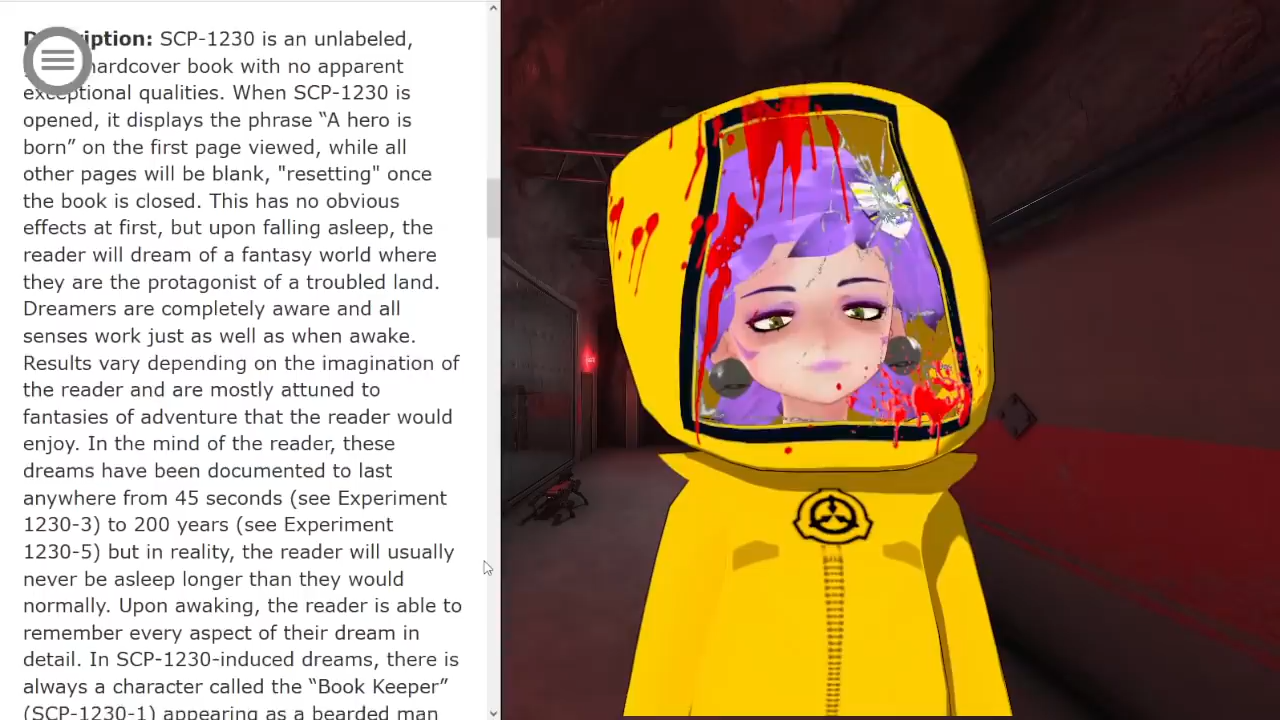 Description: SCP-1230 is an unlabeled,
hardcover book with no apparent
exceptional qualities. When SCP-1230 is
opened, it displays the phrase “A hero is
born” on the first page viewed, while all
other pages will be blank, "resetting" once
the book is closed. This has no obvious
effects at first, but upon falling asleep, the
reader will dream of a fantasy world where
they are the protagonist of a troubled land.
Dreamers are completely aware and all
senses work just as well as when awake.
Results vary depending on the imagination of
the reader and are mostly attuned to
fantasies of adventure that the reader would
enjoy. In the mind of the reader, these
dreams have been documented to last
anywhere from 45 seconds (see Experiment
1230-3) to 200 years (see Experiment
1230-5) but in reality, the reader will usually
never be asleep longer than they would
normally. Upon awaking, the reader is able to
remember every aspect of their dream in
detail. In SCP-1230-induced dreams, there is
always a character called the “Book Keeper”
(SCP-1230-1) appearing as a bearded man